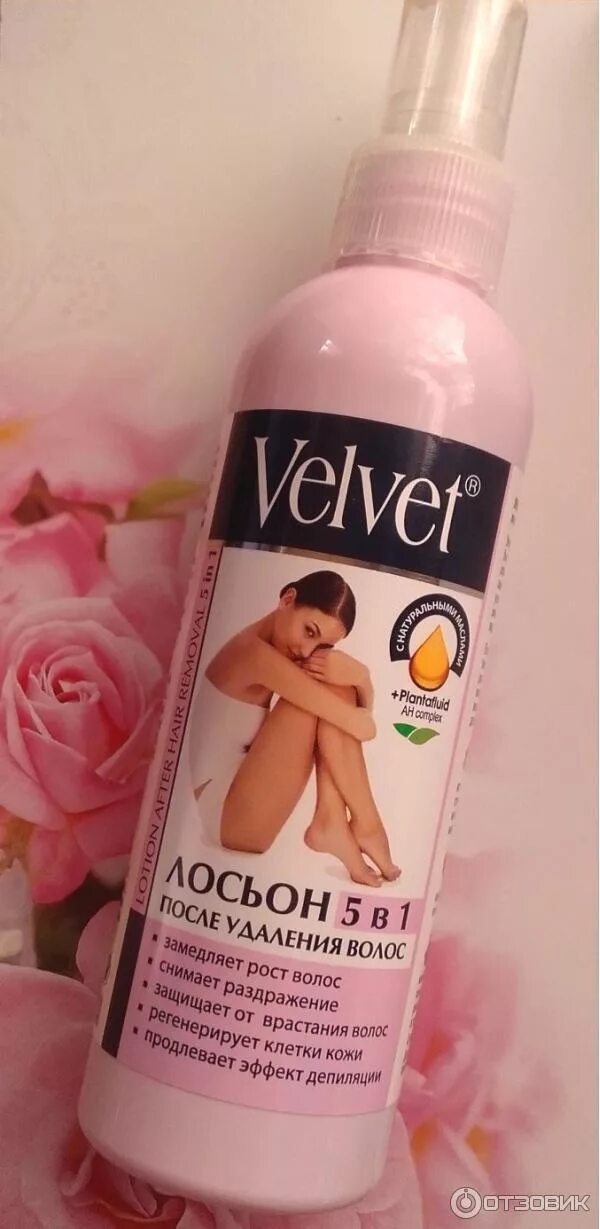 Velvet®
LOTION AFTER HAIR REMOVAL 5 in 1
С НАТУРАЛЬНЫМИ МАСЛАМИ
+Plantafluid
AH complex
ЛОСЬОН 5 в 1
ПОСЛЕ УДАЛЕНИЯ ВОЛОС
▪ замедляет рост волос
▪ снимает раздражение
▪ защищает от врастания волос
▪ регенерирует клетки кожи
▪ продлевает эффект депиляции
ОТЗОВИК